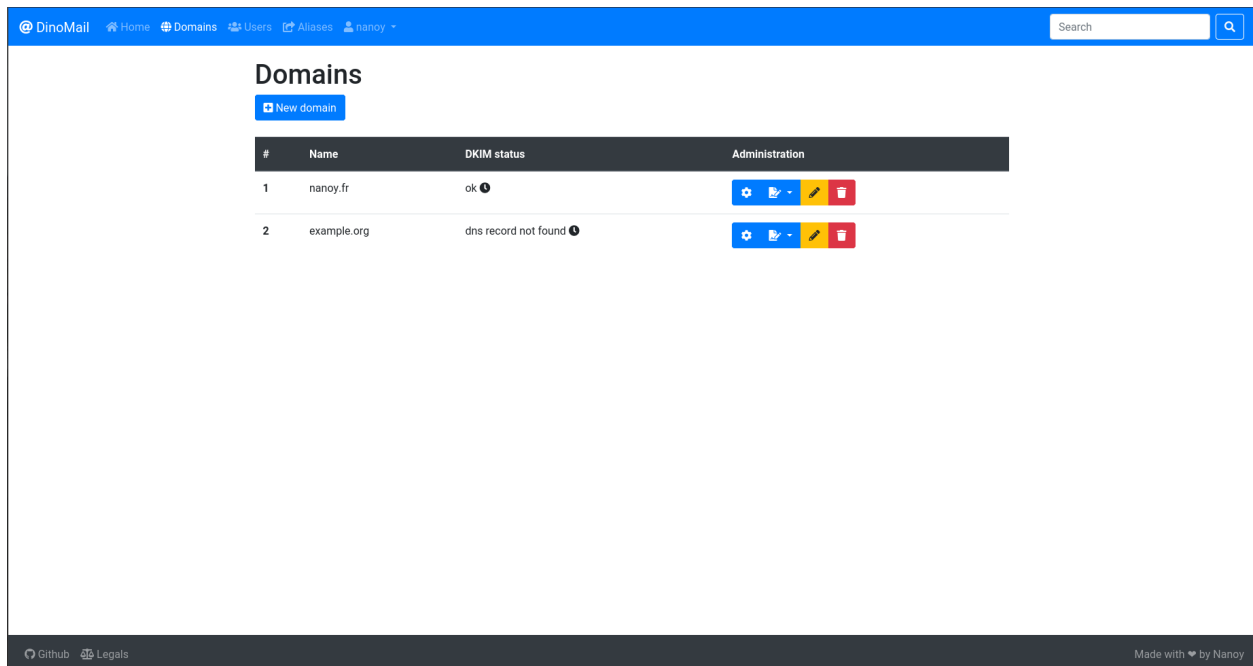 @ DinoMail Home Domains Users Aliases nanoy Search
Domains
New domain
# Name DKIM status Administration
1 nanoy.fr ok
2 example.org dns record not found
Github Legals Made with ❤ by Nanoy